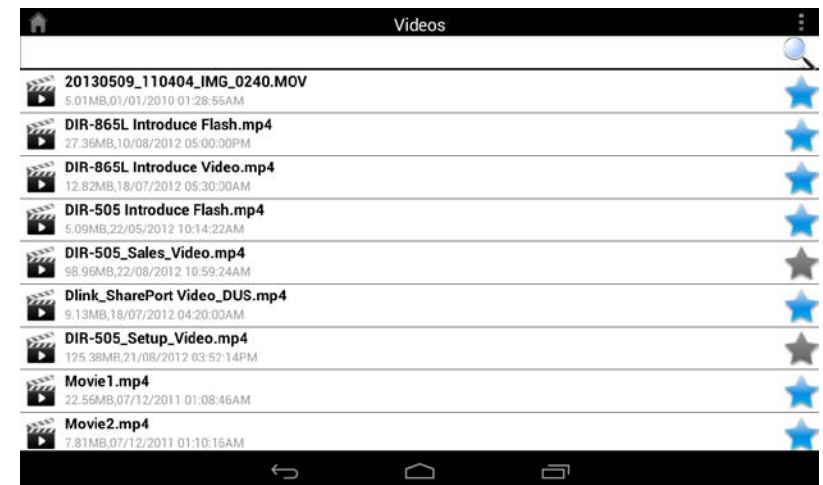 Videos
20130509_110404_IMG_0240.MOV
5.01MB,01/01/2010 01:28:56AM
DIR-865L Introduce Flash.mp4
27.36MB,10/08/2012 05:00:00PM
DIR-865L Introduce Video.mp4
12.82MB,18/07/2012 05:30:00AM
DIR-505 Introduce Flash.mp4
5.09MB,22/05/2012 10:14:22AM
DIR-505_Sales_Video.mp4
98.96MB,22/08/2012 10:59:24AM
Dlink_SharePort Video_DUS.mp4
9.13MB,18/07/2012 04:20:00AM
DIR-505_Setup_Video.mp4
125.38MB,21/08/2012 03:52:14PM
Movie1.mp4
22.56MB,07/12/2011 01:08:46AM
Movie2.mp4
7.81MB,07/12/2011 01:10:16AM